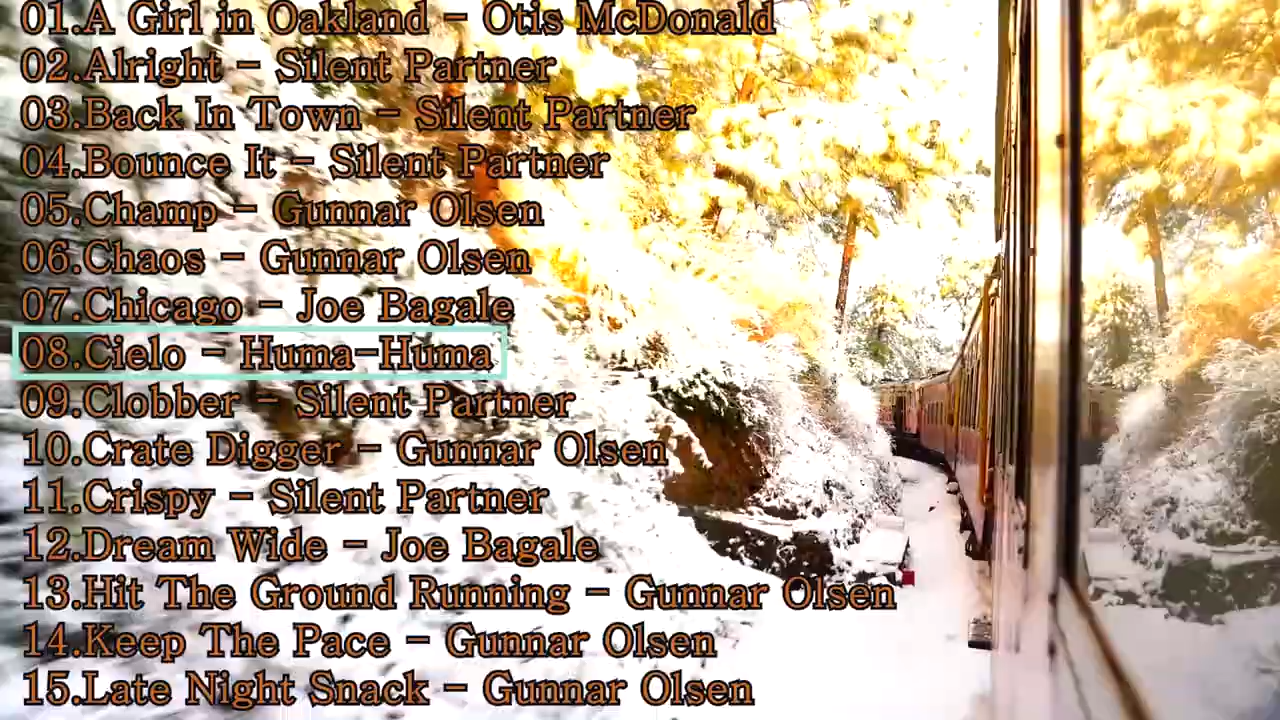 01.A Girl in Oakland - Otis McDonald
02.Alright - Silent Partner
03.Back In Town - Silent Partner
04.Bounce It - Silent Partner
05.Champ - Gunnar Olsen
06.Chaos - Gunnar Olsen
07.Chicago - Joe Bagale
08.Cielo - Huma-Huma
09.Clobber - Silent Partner
10.Crate Digger - Gunnar Olsen
11.Crispy - Silent Partner
12.Dream Wide - Joe Bagale
13.Hit The Ground Running - Gunnar Olsen
14.Keep The Pace - Gunnar Olsen
15.Late Night Snack - Gunnar Olsen